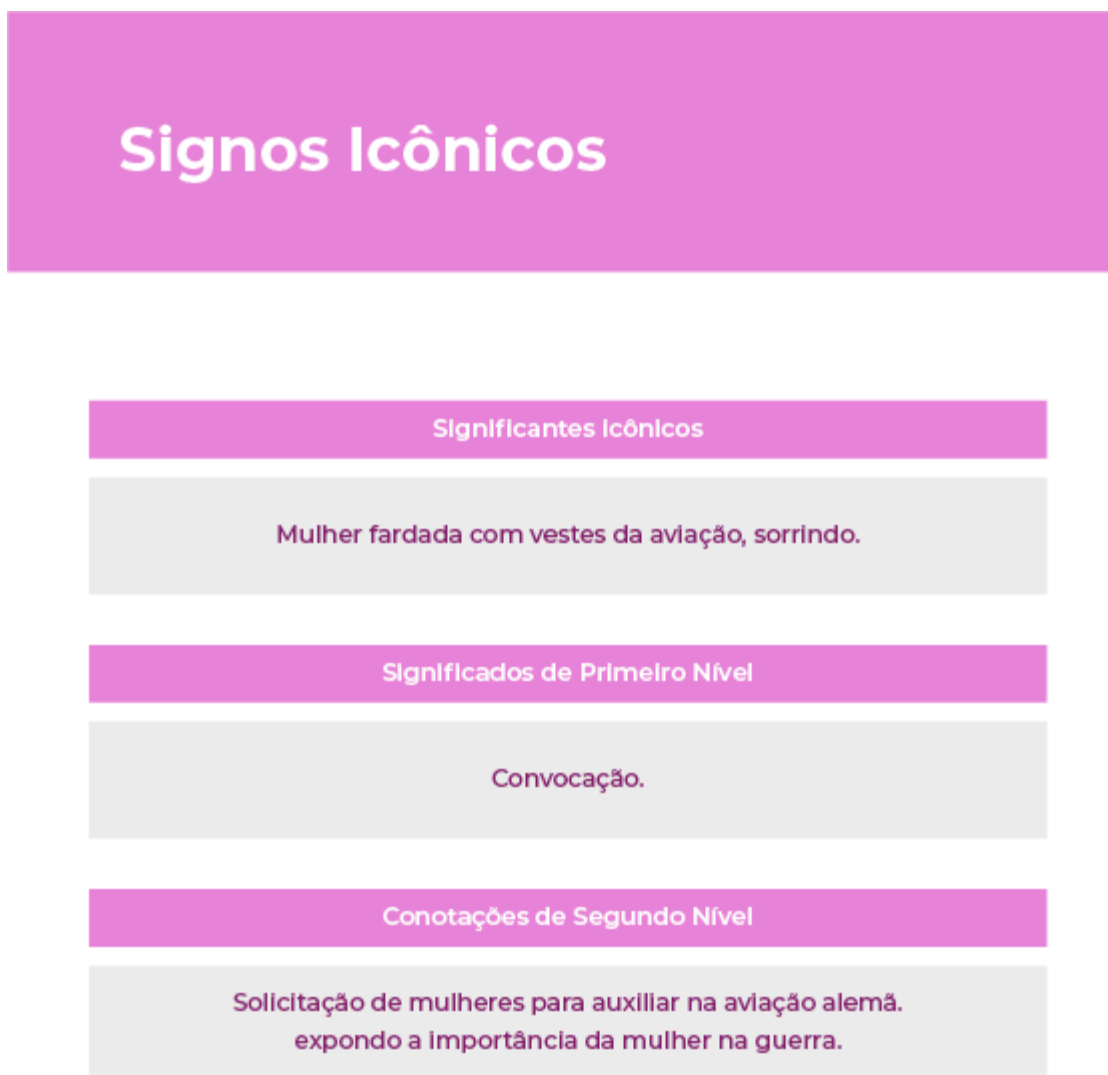 Signos Icônicos
Significantes Icônicos
Mulher fardada com vestes da aviação, sorrindo.
Significados de Primeiro Nível
Convocação.
Conotações de Segundo Nível
Solicitação de mulheres para auxiliar na aviação alemã.
expondo a importância da mulher na guerra.